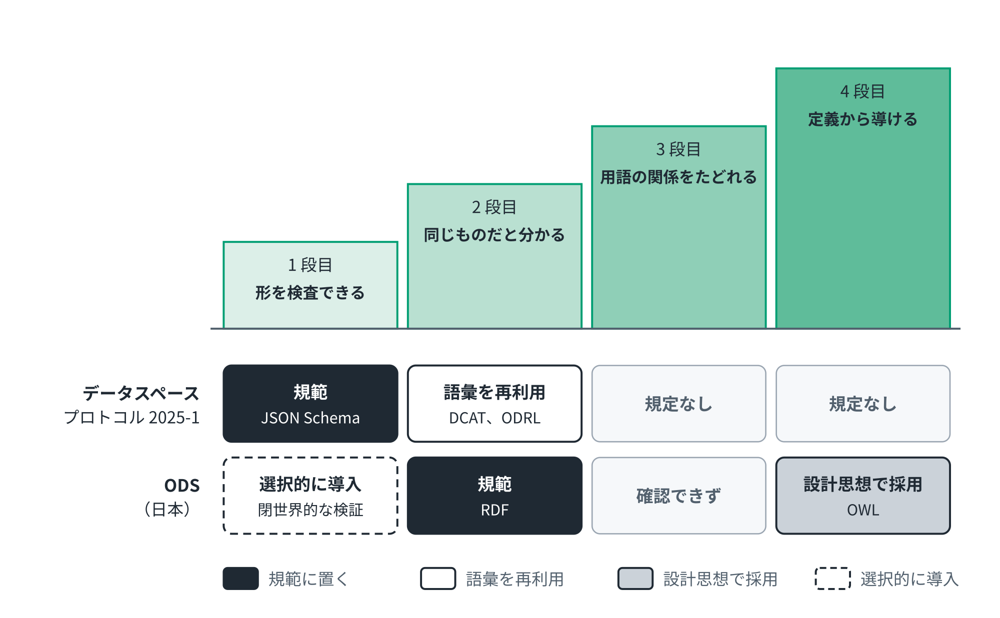 1 段目
形を検査できる
2 段目
同じものだと分かる
3 段目
用語の関係をたどれる
4 段目
定義から導ける
データスペース
プロトコル 2025-1
規範
JSON Schema
語彙を再利用
DCAT、ODRL
規定なし
規定なし
ODS
（日本）
選択的に導入
閉世界的な検証
規範
RDF
確認できず
設計思想で採用
OWL
規範に置く
語彙を再利用
設計思想で採用
選択的に導入